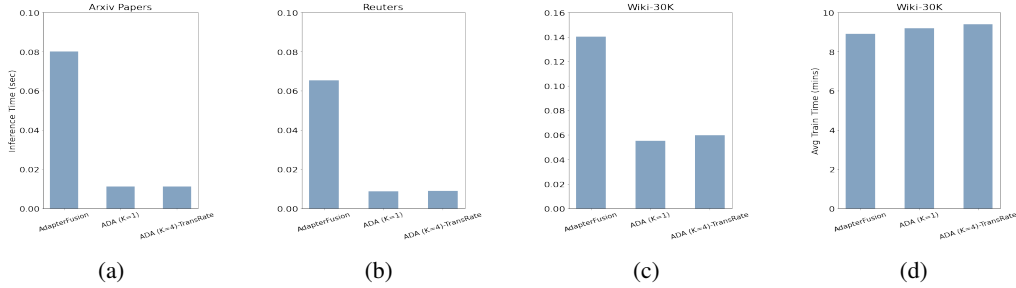 Arxiv Papers
Inference Time (sec)
0.10
0.08
0.06
0.04
0.02
0.00
AdapterFusion
ADA (K=1)
ADA (K=4)-TransRate
(a)
Reuters
0.10
0.08
0.06
0.04
0.02
0.00
AdapterFusion
ADA (K=1)
ADA (K=4)-TransRate
(b)
Wiki-30K
0.16
0.14
0.12
0.10
0.08
0.06
0.04
0.02
0.00
AdapterFusion
ADA (K=1)
ADA (K=4)-TransRate
(c)
Wiki-30K
Avg Train Time (mins)
10
8
6
4
2
0
AdapterFusion
ADA (K=1)
ADA (K=4)-TransRate
(d)